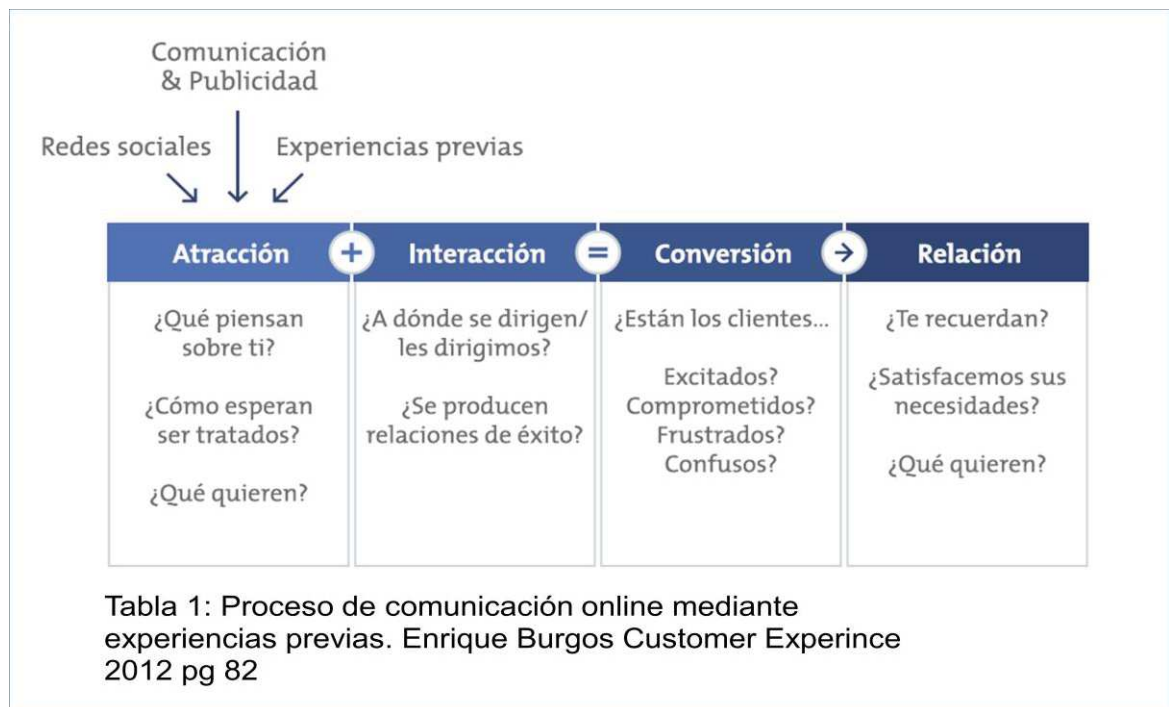 Comunicación
& Publicidad
Redes sociales
Experiencias previas
Atracción
+
Interacción
=
Conversión
→
Relación
¿Qué piensan
sobre ti?
¿Cómo esperan
ser tratados?
¿Qué quieren?
¿A dónde se dirigen/
les dirigimos?
¿Se producen
relaciones de éxito?
¿Están los clientes...
Excitados?
Comprometidos?
Frustrados?
Confusos?
¿Te recuerdan?
¿Satisfacemos sus
necesidades?
¿Qué quieren?
Tabla 1: Proceso de comunicación online mediante
experiencias previas. Enrique Burgos Customer Experince
2012 pg 82